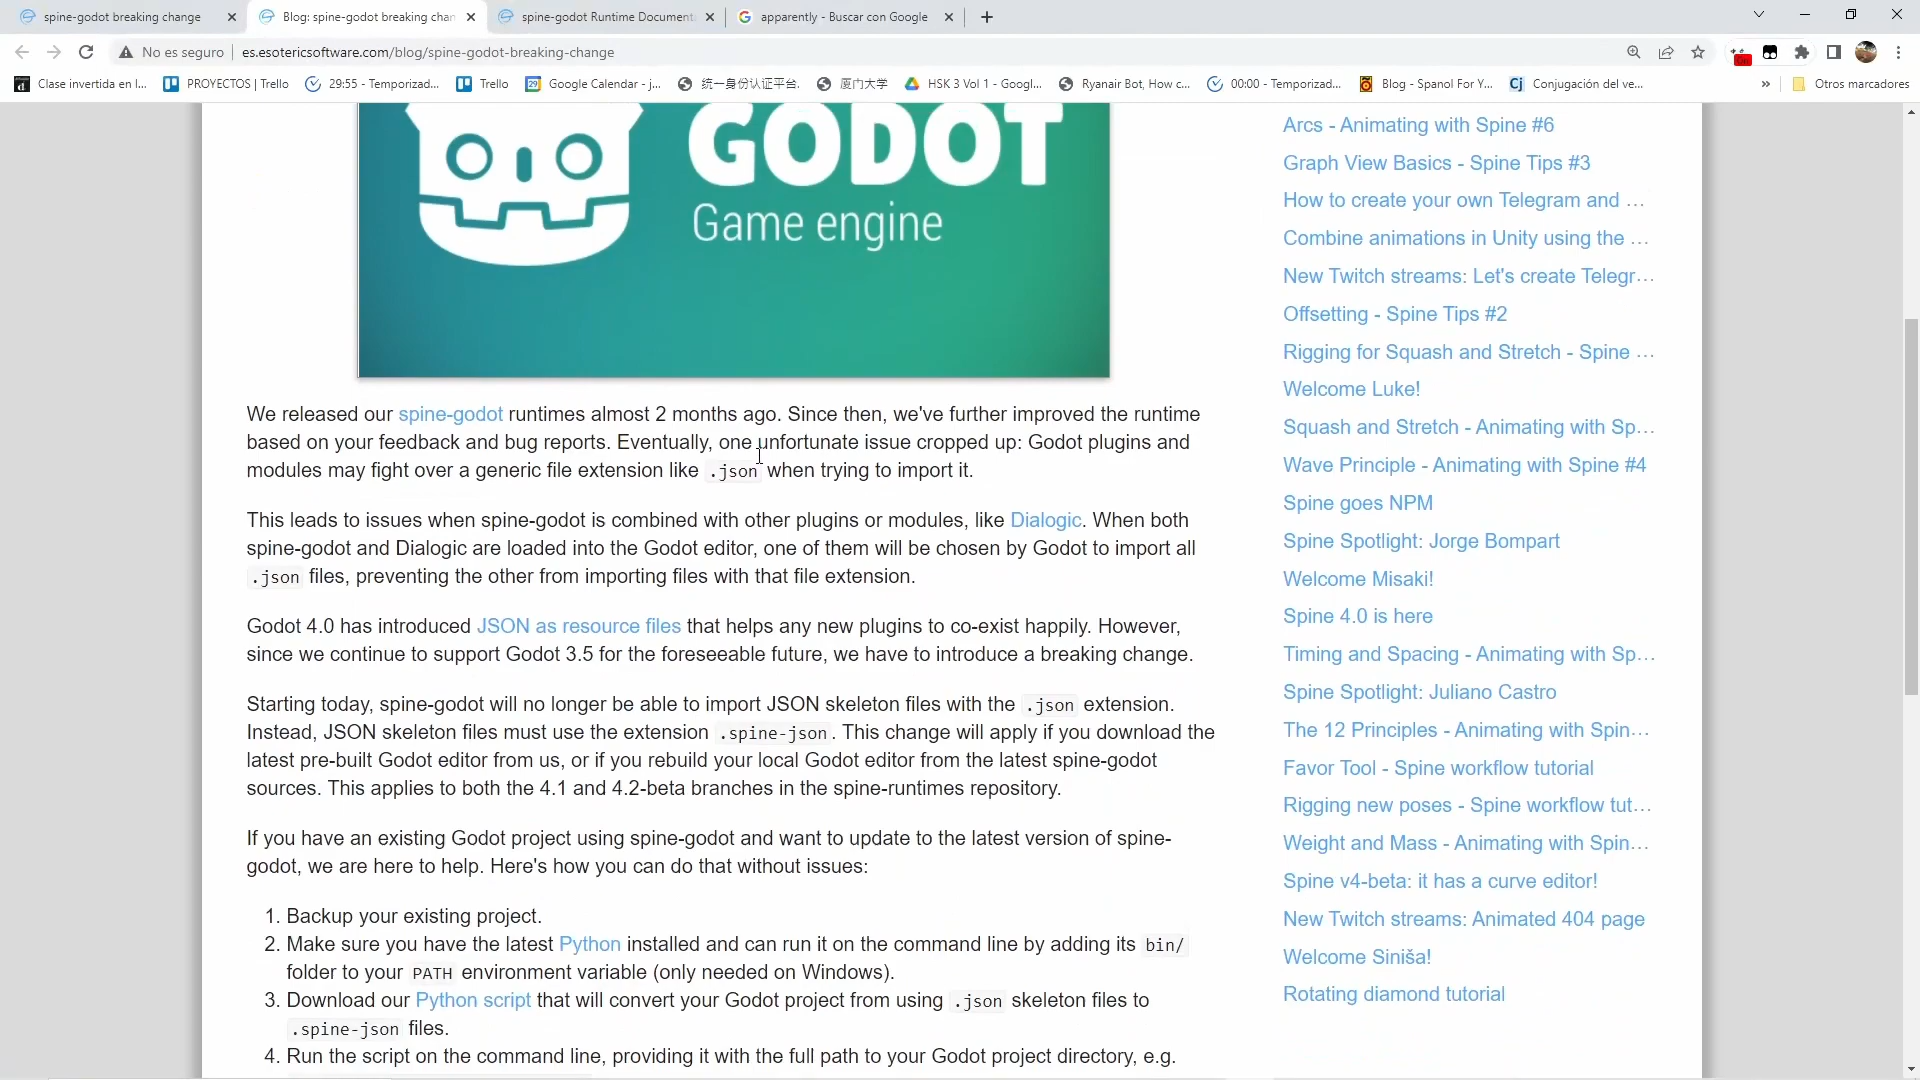 spine-godot breaking change
Blog: spine-godot breaking chan
spine-godot Runtime Document
apparently - Buscar con Google
No es seguro
es.esotericsoftware.com/blog/spine-godot-breaking-change
Clase invertida en l...
PROYECTOS | Trello
29:55 - Temporizad...
Trello
Google Calendar - j...
统一身份认证平台.
厦门大学
HSK 3 Vol 1 - Googl...
Ryanair Bot, How c...
00:00 - Temporizad...
Blog - Spanol For Y...
Conjugación del ve...
»
Otros marcadores
GODOT
Game engine
We released our spine-godot runtimes almost 2 months ago. Since then, we've further improved the runtime
based on your feedback and bug reports. Eventually, one unfortunate issue cropped up: Godot plugins and
modules may fight over a generic file extension like .json when trying to import it.
This leads to issues when spine-godot is combined with other plugins or modules, like Dialogic. When both
spine-godot and Dialogic are loaded into the Godot editor, one of them will be chosen by Godot to import all
.json files, preventing the other from importing files with that file extension.
Godot 4.0 has introduced JSON as resource files that helps any new plugins to co-exist happily. However,
since we continue to support Godot 3.5 for the foreseeable future, we have to introduce a breaking change.
Starting today, spine-godot will no longer be able to import JSON skeleton files with the .json extension.
Instead, JSON skeleton files must use the extension .spine-json. This change will apply if you download the
latest pre-built Godot editor from us, or if you rebuild your local Godot editor from the latest spine-godot
sources. This applies to both the 4.1 and 4.2-beta branches in the spine-runtimes repository.
If you have an existing Godot project using spine-godot and want to update to the latest version of spine-
godot, we are here to help. Here's how you can do that without issues:
1. Backup your existing project.
2. Make sure you have the latest Python installed and can run it on the command line by adding its bin/
folder to your PATH environment variable (only needed on Windows).
3. Download our Python script that will convert your Godot project from using .json skeleton files to
.spine-json files.
4. Run the script on the command line, providing it with the full path to your Godot project directory, e.g.
Arcs - Animating with Spine #6
Graph View Basics - Spine Tips #3
How to create your own Telegram and ...
Combine animations in Unity using the ...
New Twitch streams: Let's create Telegr...
Offsetting - Spine Tips #2
Rigging for Squash and Stretch - Spine ...
Welcome Luke!
Squash and Stretch - Animating with Sp...
Wave Principle - Animating with Spine #4
Spine goes NPM
Spine Spotlight: Jorge Bompart
Welcome Misaki!
Spine 4.0 is here
Timing and Spacing - Animating with Sp...
Spine Spotlight: Juliano Castro
The 12 Principles - Animating with Spin...
Favor Tool - Spine workflow tutorial
Rigging new poses - Spine workflow tut...
Weight and Mass - Animating with Spin...
Spine v4-beta: it has a curve editor!
New Twitch streams: Animated 404 page
Welcome Siniša!
Rotating diamond tutorial